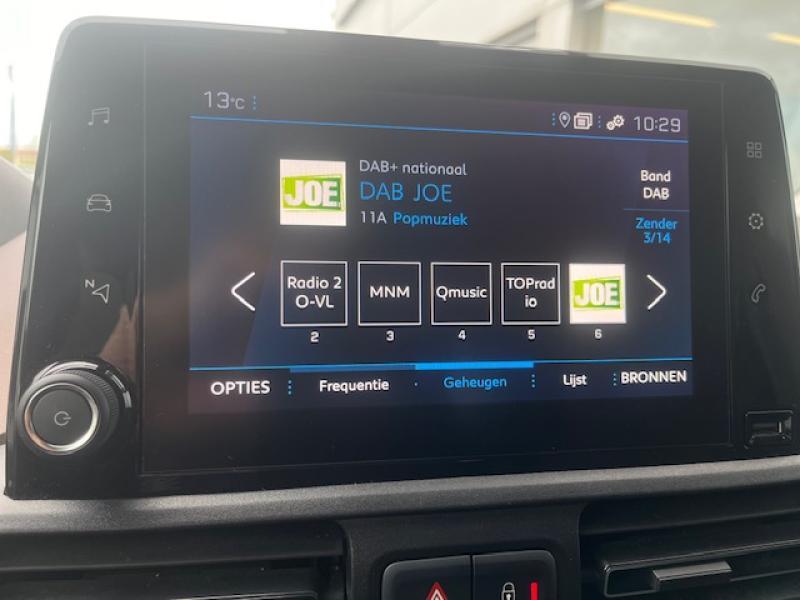 13°C
10:29
JOE
DAB+ nationaal
DAB JOE
11A Popmuziek
Band
DAB
Zender
3/14
Radio 2
O-VL
MNM
Qmusic
TOPrad
io
JOE
2
3
4
5
6
OPTIES
Frequentie
Geheugen
Lijst
BRONNEN
N